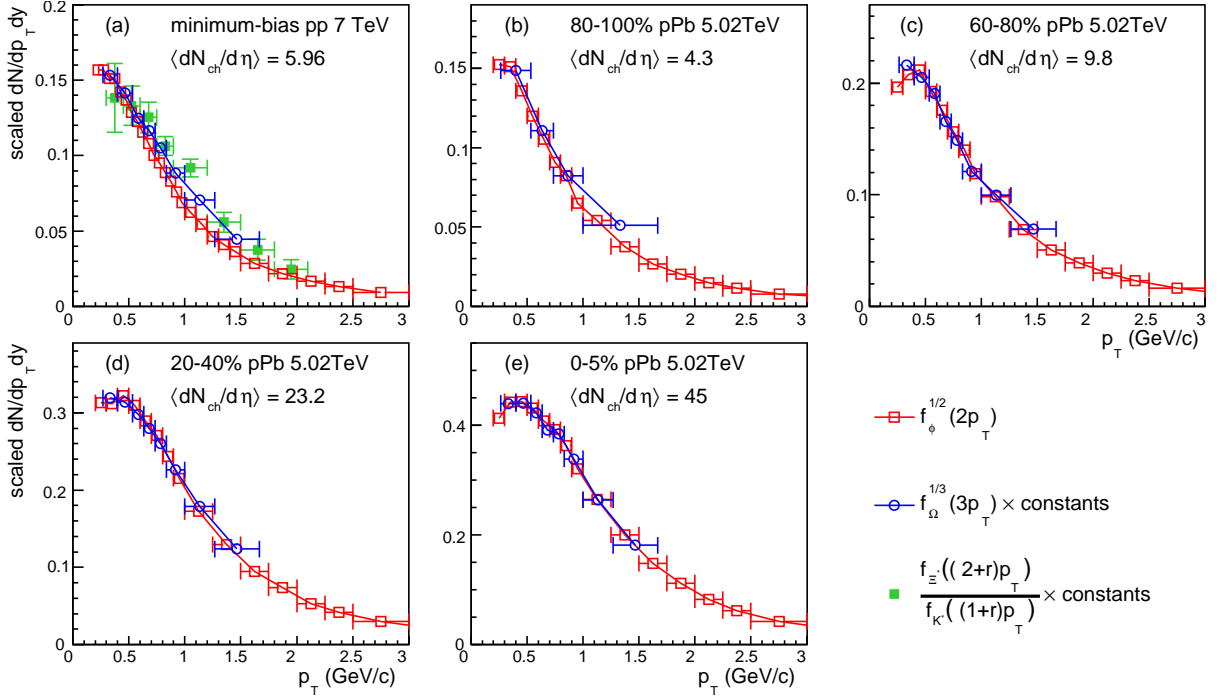 (a) minimum-bias pp 7 TeV
⟨dN_ch/dη⟩ = 5.96
scaled dN/dp_T dy
0.2
0.15
0.1
0.05
0
0 0.5 1 1.5 2 2.5 3
(b) 80-100% pPb 5.02TeV
⟨dN_ch/dη⟩ = 4.3
0.15
0.1
0.05
0
0 0.5 1 1.5 2 2.5 3
(c) 60-80% pPb 5.02TeV
⟨dN_ch/dη⟩ = 9.8
0.2
0.1
0
0 0.5 1 1.5 2 2.5 3
p_T (GeV/c)
(d) 20-40% pPb 5.02TeV
⟨dN_ch/dη⟩ = 23.2
scaled dN/dp_T dy
0.3
0.2
0.1
0
0 0.5 1 1.5 2 2.5 3
p_T (GeV/c)
(e) 0-5% pPb 5.02TeV
⟨dN_ch/dη⟩ = 45
0.4
0.2
0
0 0.5 1 1.5 2 2.5 3
p_T (GeV/c)
f_ϕ^1/2 (2p_T)
f_Ω^1/3 (3p_T) × constants
f_Ξ*((2+r)p_T)
f_K*((1+r)p_T) × constants